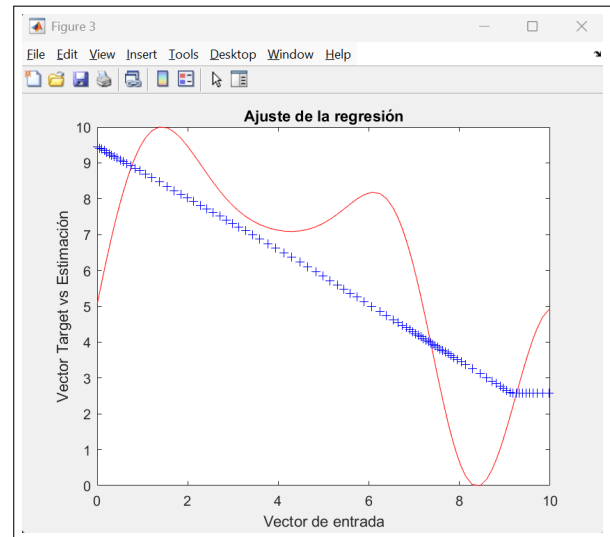 Figure 3
File Edit View Insert Tools Desktop Window Help
Ajuste de la regresión
Vector Target vs Estimación
10
9
8
7
6
5
4
3
2
1
0
0 2 4 6 8 10
Vector de entrada